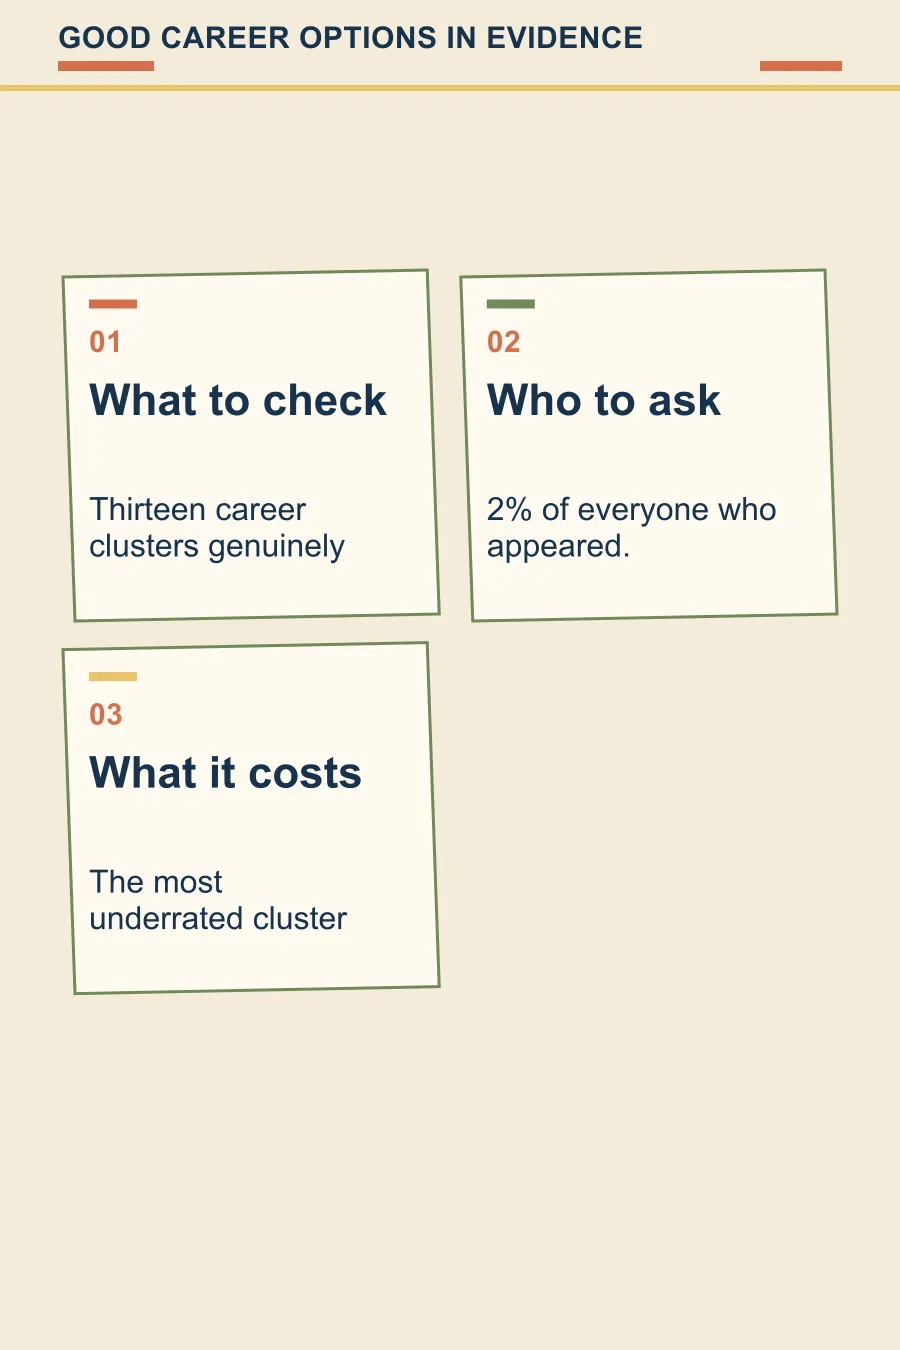 GOOD CAREER OPTIONS IN EVIDENCE
01
What to check
Thirteen career
clusters genuinely
02
Who to ask
2% of everyone who
appeared.
03
What it costs
The most
underrated cluster